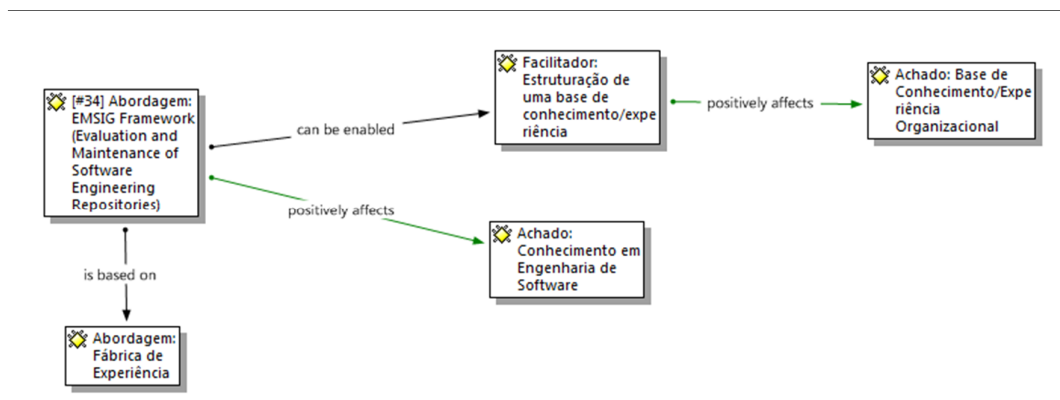 [#34] Abordagem:
EMSIG Framework
(Evaluation and
Maintenance of
Software
Engineering
Repositories)
can be enabled
Facilitador:
Estruturação de
uma base de
conhecimento/expe
riência
positively affects
Achado: Base de
Conhecimento/Expe
riência
Organizacional
positively affects
Achado:
Conhecimento em
Engenharia de
Software
is based on
Abordagem:
Fábrica de
Experiência